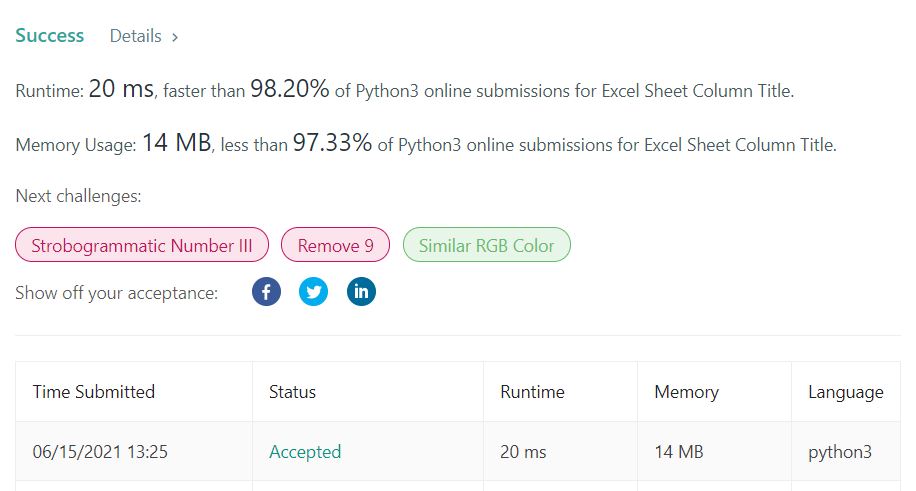 Success Details >
Runtime: 20 ms, faster than 98.20% of Python3 online submissions for Excel Sheet Column Title.
Memory Usage: 14 MB, less than 97.33% of Python3 online submissions for Excel Sheet Column Title.
Next challenges:
Strobogrammatic Number III Remove 9 Similar RGB Color
Show off your acceptance:
Time Submitted Status Runtime Memory Language
06/15/2021 13:25 Accepted 20 ms 14 MB python3